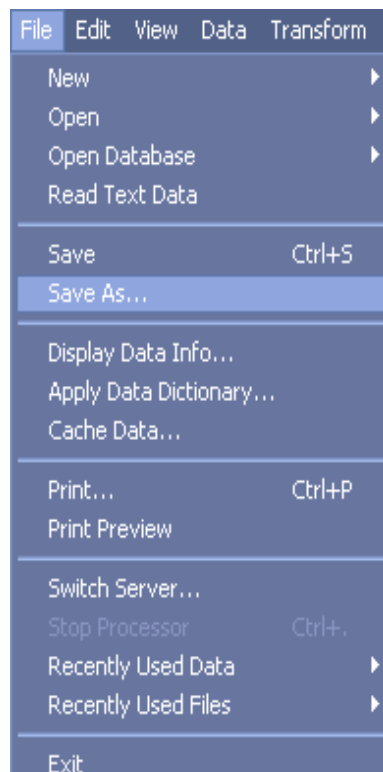 File Edit View Data Transform
New
Open
Open Database
Read Text Data
Save Ctrl+S
Save As...
Display Data Info...
Apply Data Dictionary...
Cache Data...
Print... Ctrl+P
Print Preview
Switch Server...
Stop Processor Ctrl+.
Recently Used Data
Recently Used Files
Exit